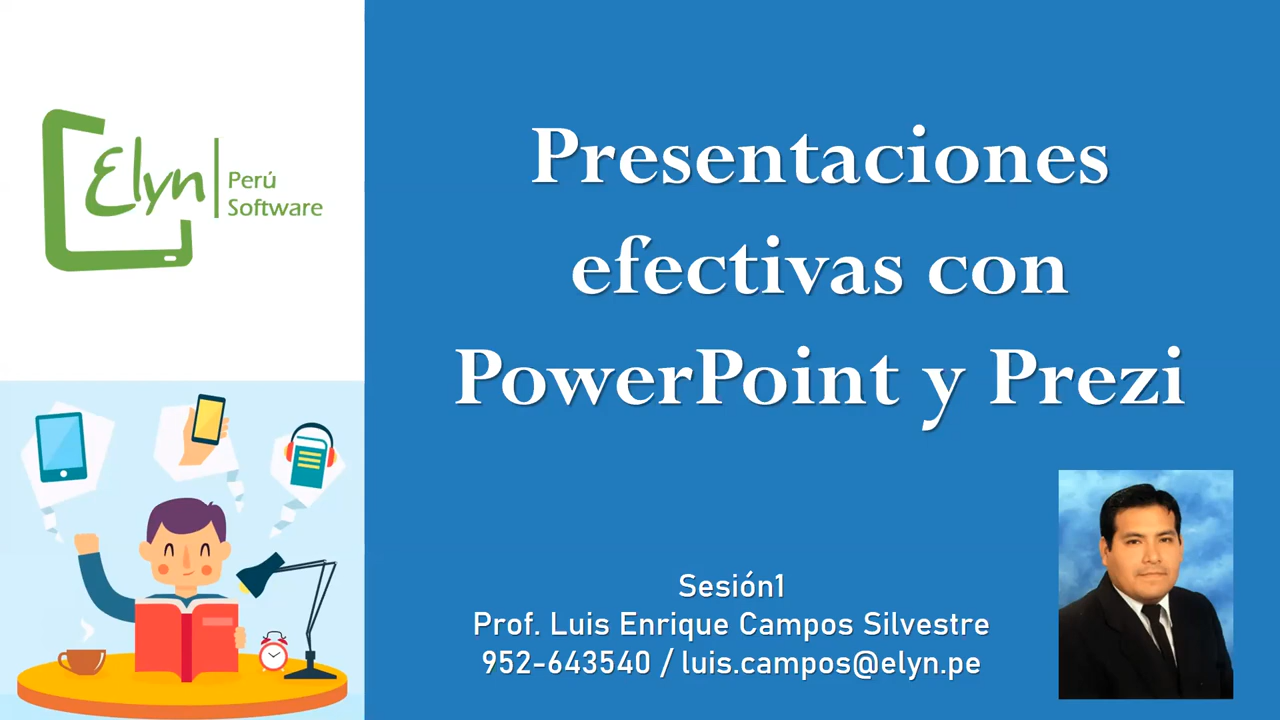 Elyn
Perú
Software
Presentaciones
efectivas con
PowerPoint y Prezi
Sesión1
Prof. Luis Enrique Campos Silvestre
952-643540 / luis.campos@elyn.pe